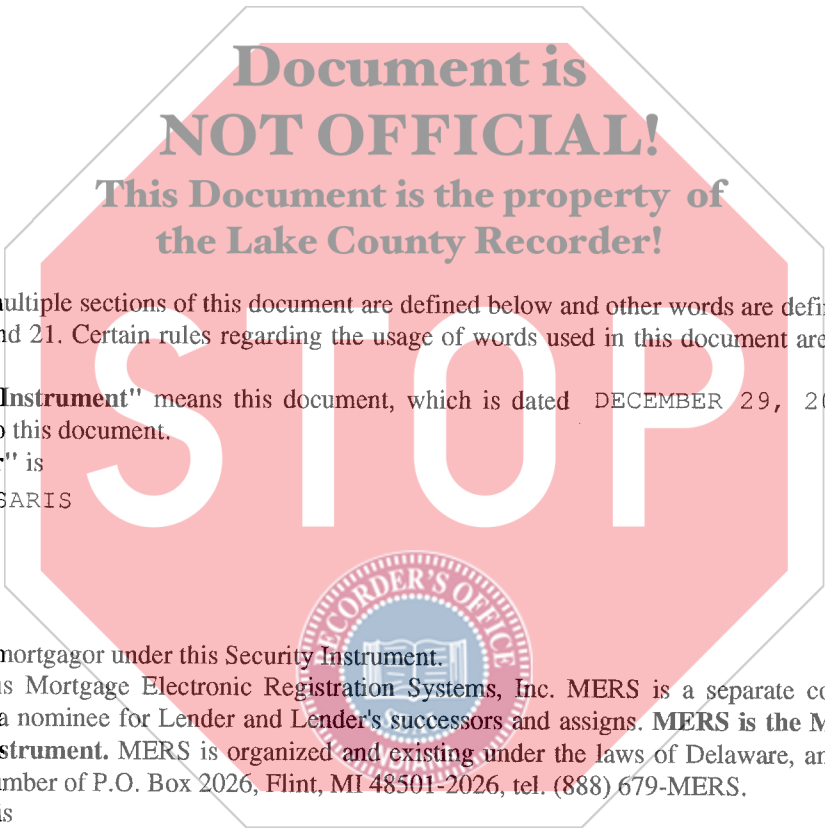 Document is
NOT OFFICIAL!
This Document is the property of
the Lake County Recorder!
ultiple sections of this document are defined below and other words are defi
nd 21. Certain rules regarding the usage of words used in this document are
Instrument" means this document, which is dated DECEMBER 29, 20
o this document.
r" is
SARIS
STOP
RECORDER'S OFFICE
mortgagor under this Security Instrument.
is Mortgage Electronic Registration Systems, Inc. MERS is a separate co
a nominee for Lender and Lender's successors and assigns. MERS is the M
strument. MERS is organized and existing under the laws of Delaware, an
umber of P.O. Box 2026, Flint, MI 48501-2026, tel. (888) 679-MERS.
is